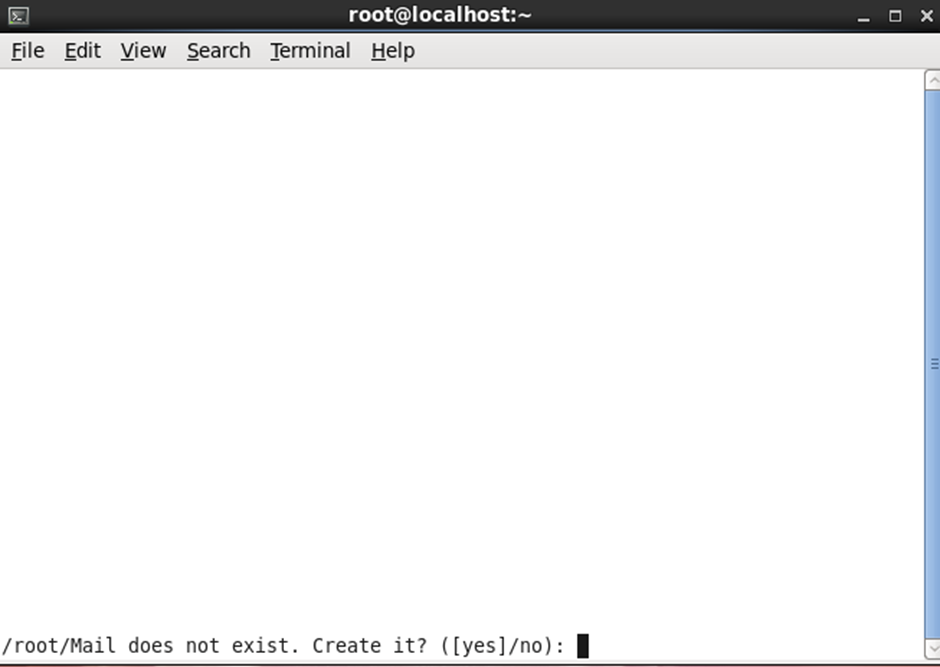 root@localhost:~
File Edit View Search Terminal Help
/root/Mail does not exist. Create it? ([yes]/no):